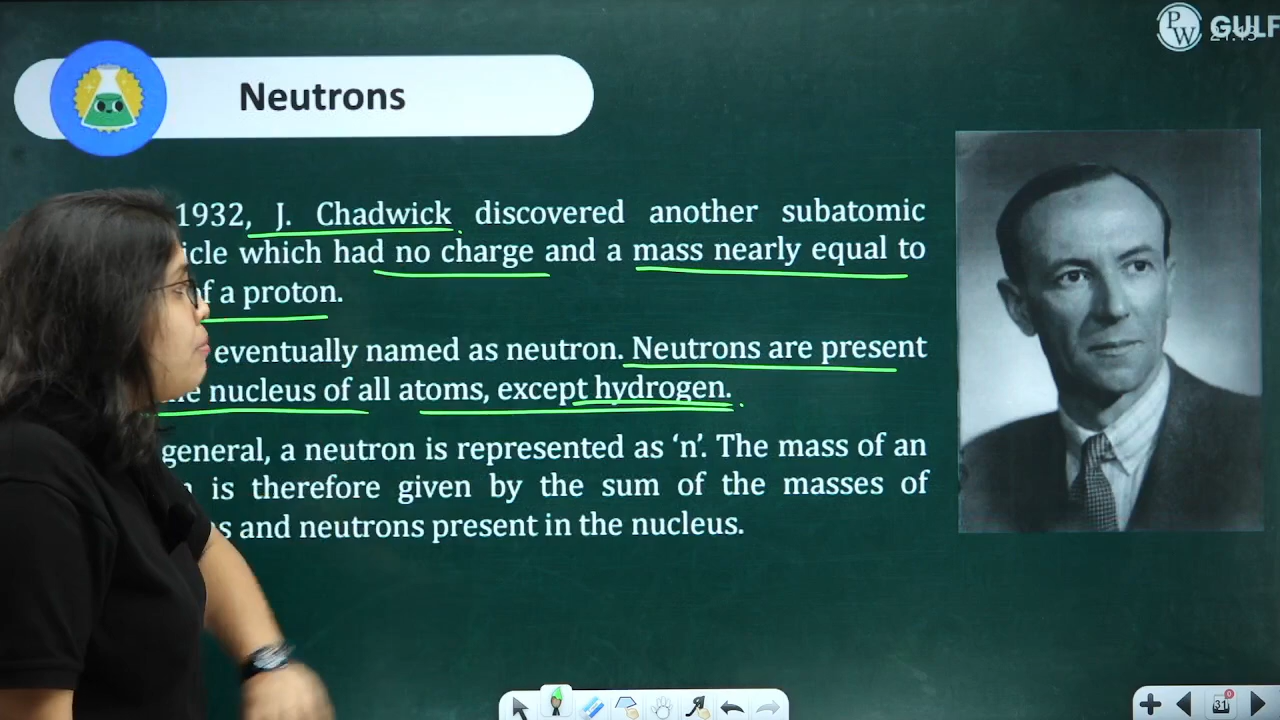 PW GULF
Neutrons
1932, J. Chadwick discovered another subatomic
icle which had no charge and a mass nearly equal to
f a proton.
eventually named as neutron. Neutrons are present
e nucleus of all atoms, except hydrogen.
general, a neutron is represented as ‘n’. The mass of an
is therefore given by the sum of the masses of
s and neutrons present in the nucleus.
31